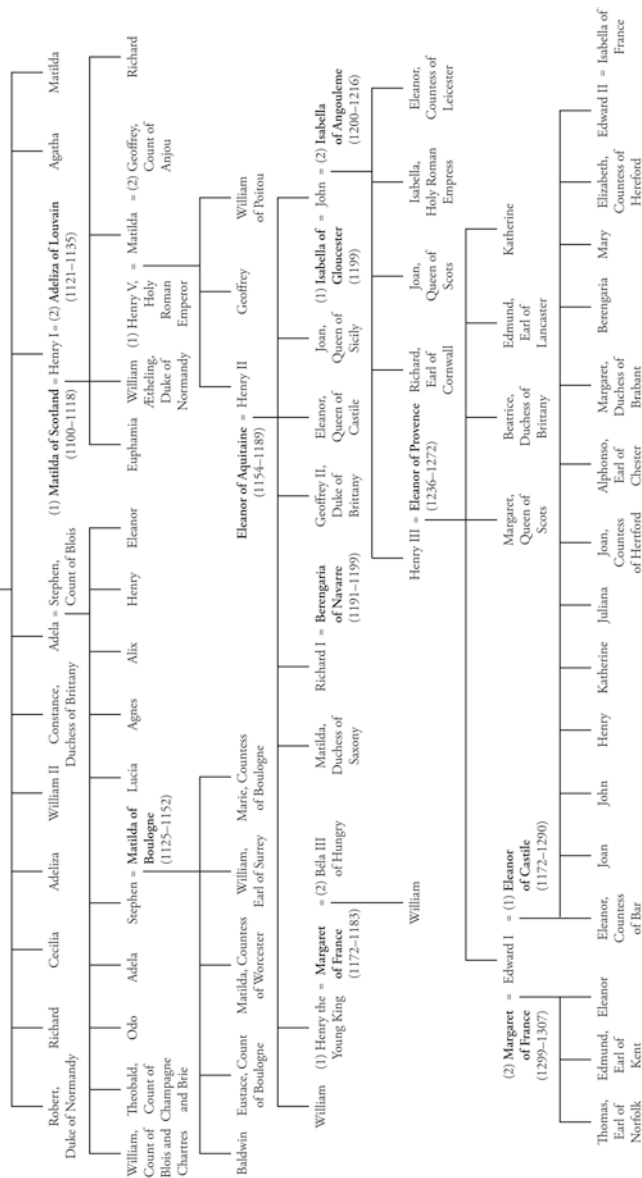 Robert,
Duke of Normandy
Richard
Cecilia
Adeliza
William II
Constance,
Duchess of Brittany
Adela = Stephen,
Count of Blois
(1) Matilda of Scotland = Henry I = (2) Adeliza of Louvain
(1100–1118)
(1121–1135)
Agatha
Matilda
William,
Count of
Blois and
Chartres
Theobald,
Count of
Champagne
and Brie
Odo
Adela
Stephen = Matilda of
Boulogne
(1125–1152)
Lucia
Agnes
Alix
Henry
Eleanor
Euphamia
William
Ætheling,
Duke of
Normandy
(1) Henry V, = Matilda = (2) Geoffrey,
Holy
Roman
Emperor
Count of
Anjou
Richard
Baldwin
Eustace, Count
of Boulogne
Matilda, Countess
of Worcester
William,
Earl of Surrey
Marie, Countess
of Boulogne
Eleanor of Aquitaine = Henry II
(1154–1189)
Geoffrey
William
of Poitou
William
(1) Henry the = Margaret = (2) Béla III
Young King
of France
of Hungry
(1172–1183)
Matilda,
Duchess of
Saxony
Richard I = Berengaria
of Navarre
(1191–1199)
Geoffrey II,
Duke of
Brittany
Eleanor,
Queen of
Castile
Joan,
Queen of
Sicily
(1) Isabella of = John = (2) Isabella
Gloucester
of Angouleme
(1199)
(1200–1216)
William
Henry III = Eleanor of Provence
(1236–1272)
Richard,
Earl of
Cornwall
Joan,
Queen of
Scots
Isabella,
Holy Roman
Empress
Eleanor,
Countess of
Leicester
(2) Margaret = Edward I = (1) Eleanor
of France
of Castile
(1299–1307)
(1172–1290)
Margaret,
Queen of
Scots
Beatrice,
Duchess of
Brittany
Edmund,
Earl of
Lancaster
Katherine
Thomas,
Earl of
Norfolk
Edmund,
Earl of
Kent
Eleanor
Eleanor,
Countess
of Bar
Joan
John
Henry
Katherine
Juliana
Joan,
Countess
of Hertford
Alphonso,
Earl of
Chester
Margaret,
Duchess of
Brabant
Berengaria
Mary
Elizabeth,
Countess of
Hereford
Edward II = Isabella of
France